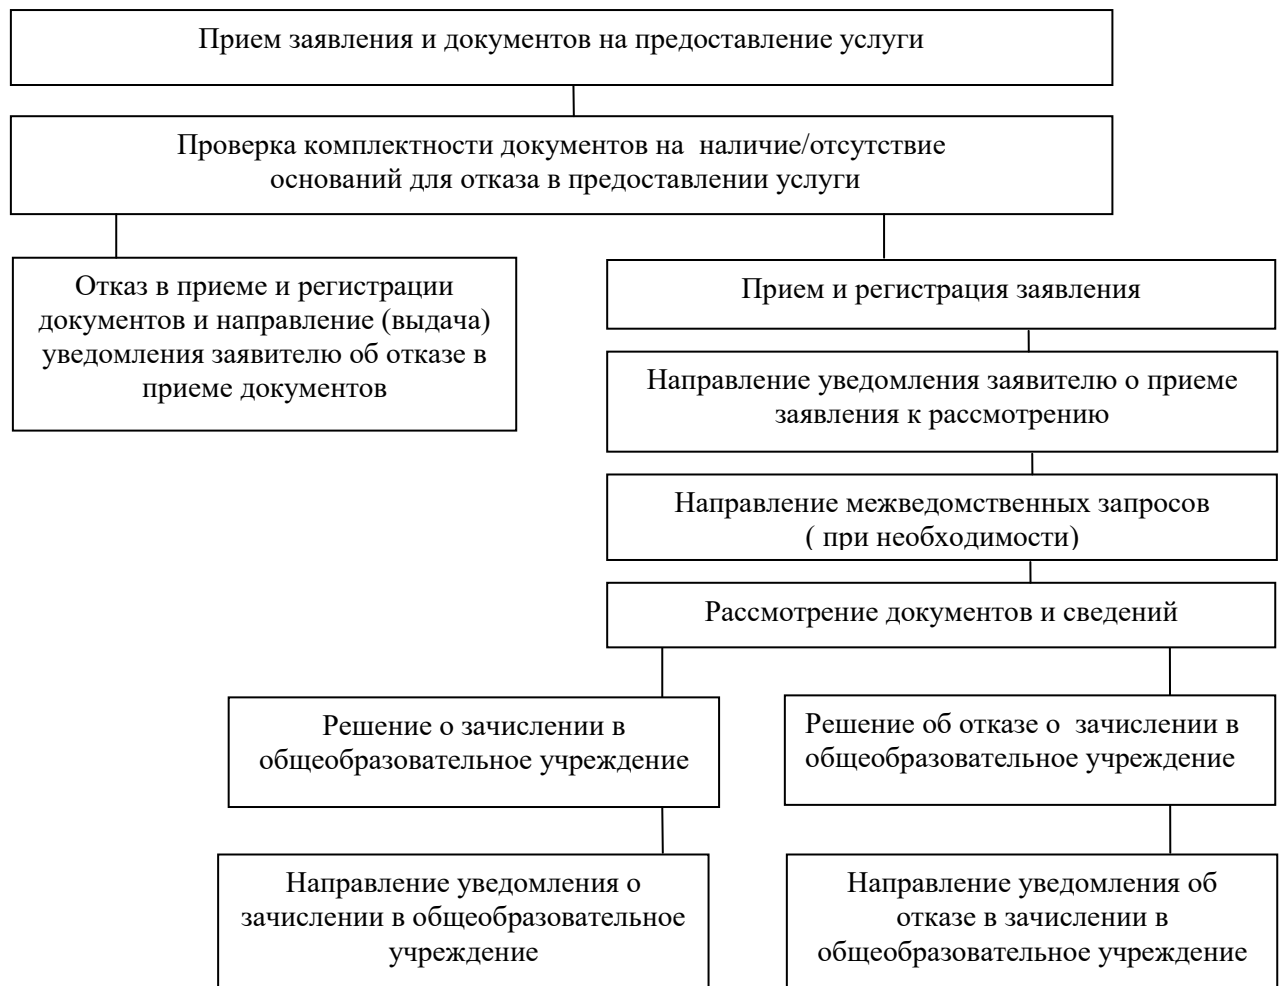 Прием заявления и документов на предоставление услуги
Проверка комплектности документов на  наличие/отсутствие
оснований для отказа в предоставлении услуги
Отказ в приеме и регистрации
документов и направление (выдача)
уведомления заявителю об отказе в
приеме документов
Прием и регистрация заявления
Направление уведомления заявителю о приеме
заявления к рассмотрению
Направление межведомственных запросов
( при необходимости)
Рассмотрение документов и сведений
Решение о зачислении в
общеобразовательное учреждение
Решение об отказе о  зачислении в
общеобразовательное учреждение
Направление уведомления о
зачислении в общеобразовательное
учреждение
Направление уведомления об
отказе в зачислении в
общеобразовательное учреждение